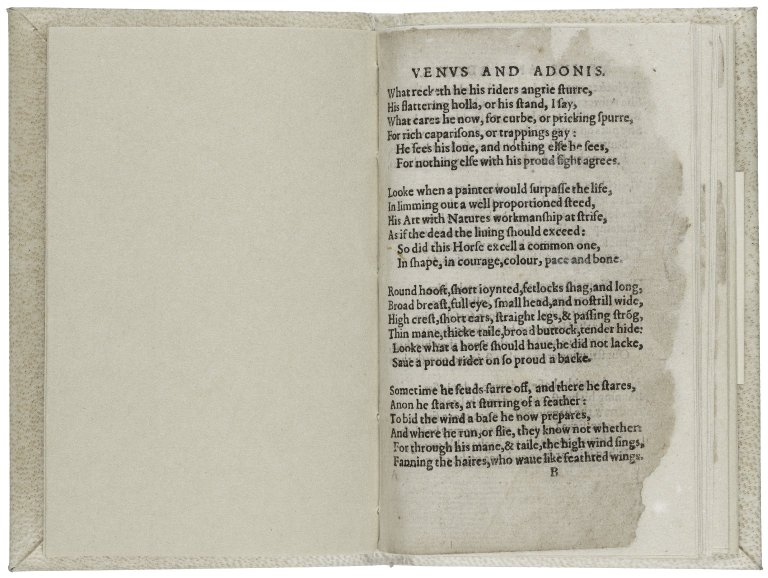 VENVS AND ADONIS.
What recketh he his riders angrie ſturre,
His flattering holla, or his ſtand, I ſay,
What cares he now, for curbe, or pricking ſpurre,
For rich capariſons, or trappings gay:
He ſees his loue, and nothing elſe he ſees,
For nothing elſe with his proud ſight agrees.
Looke when a painter would ſurpaſſe the life,
In limming out a well proportioned ſteed,
His Art with Natures workmanſhip at ſtrife,
As if the dead the liuing ſhould exceed:
So did this Horſe excell a common one,
In ſhape, in courage, colour, pace and bone.
Round hooft, ſhort ioynted, fetlocks ſhag, and long,
Broad breaſt, full eye, ſmall head, and noſtrill wide,
High creſt, ſhort ears, ſtraight legs, & paſſing ſtrõg,
Thin mane, thicke taile, broad buttock, tender hide:
Looke what a horſe ſhould haue, he did not lacke,
Saue a proud rider on ſo proud a backe.
Sometime he ſcuds farre off, and there he ſtares,
Anon he ſtarts, at ſturring of a feather:
To bid the wind a baſe he now prepares,
And where he run, or flie, they know not whether:
For through his mane, & taile, the high wind ſings,
Fanning the haires, who waue like feathred wings.
B